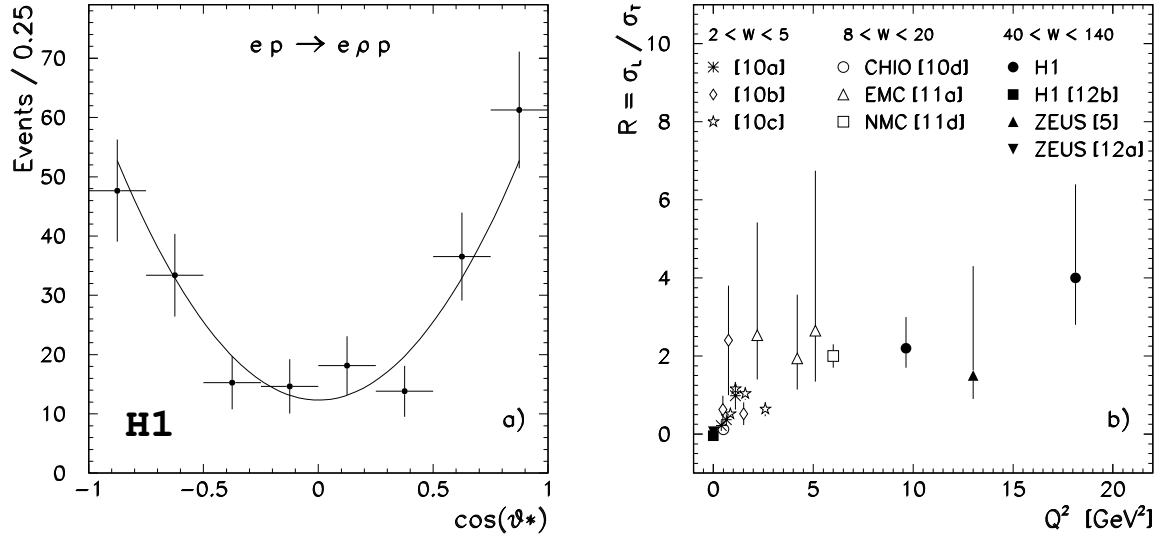 Events / 0.25
70
60
50
40
30
20
10
0
e p → e ρ p
H1
a)
−1 −0.5 0 0.5 1
cos(ϑ*)
R = σL / σT
10
8
6
4
2
0
2 < W < 5 8 < W < 20 40 < W < 140
[10a] CHIO [10d] H1
[10b] EMC [11a] H1 [12b]
[10c] NMC [11d] ZEUS [5]
ZEUS [12a]
b)
0 5 10 15 20
Q² [GeV²]